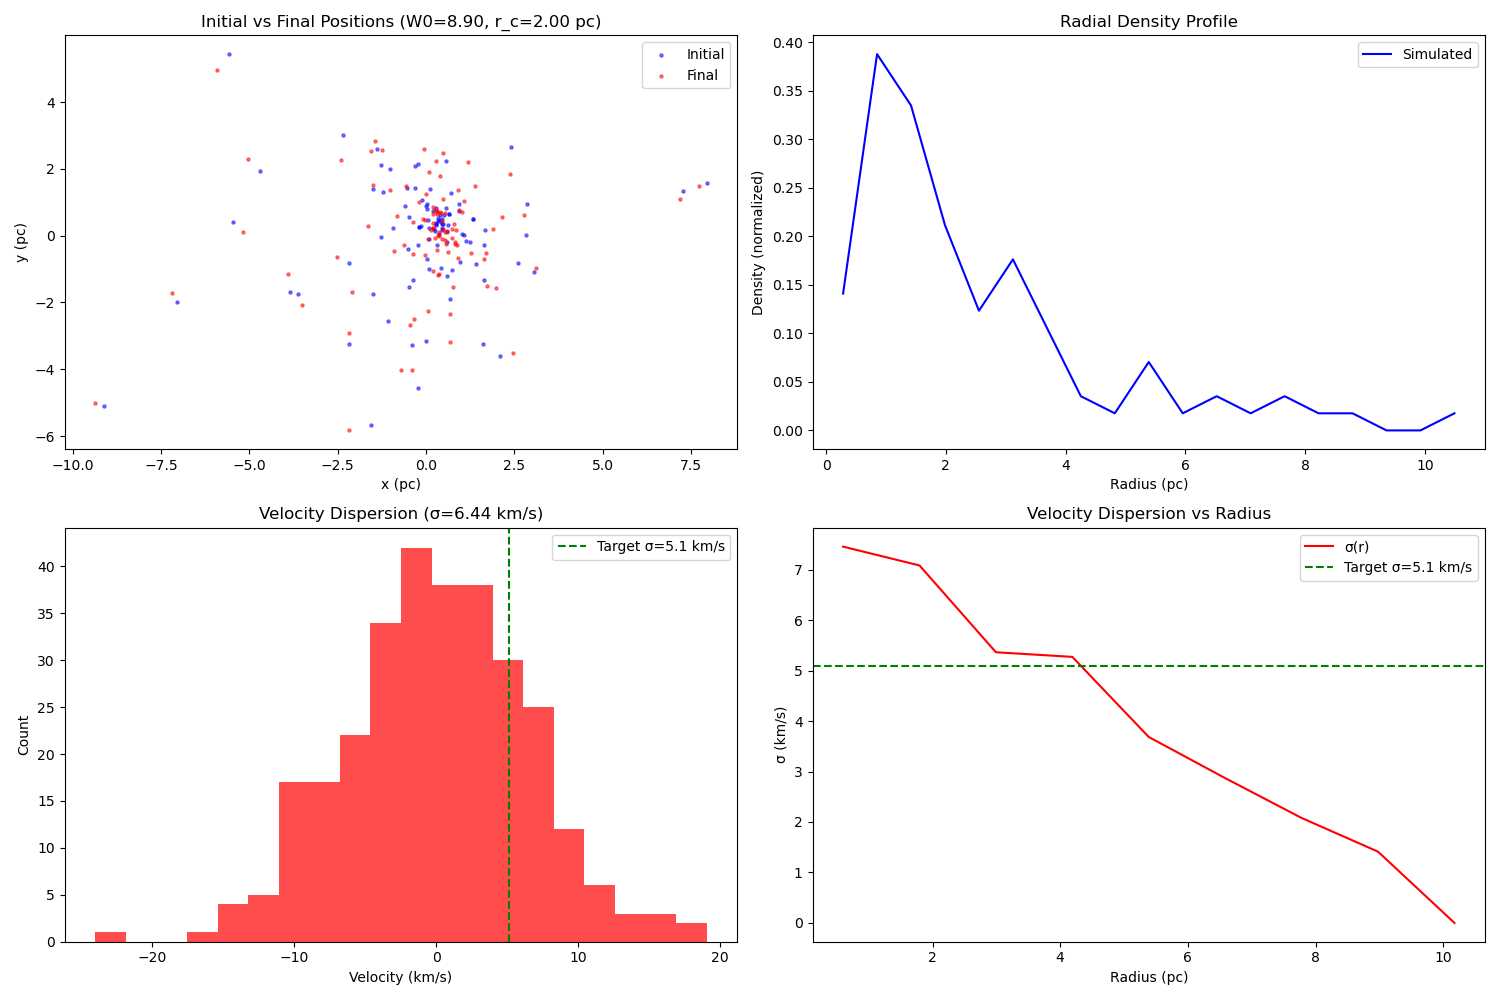 Initial vs Final Positions (W0=8.90, r_c=2.00 pc)
Initial
Final
4
2
0
−2
−4
−6
y (pc)
−10.0 −7.5 −5.0 −2.5 0.0 2.5 5.0 7.5
x (pc)
Radial Density Profile
Simulated
0.40
0.35
0.30
0.25
0.20
0.15
0.10
0.05
0.00
Density (normalized)
0 2 4 6 8 10
Radius (pc)
Velocity Dispersion (σ=6.44 km/s)
Target σ=5.1 km/s
40
35
30
25
20
15
10
5
0
Count
−20 −10 0 10 20
Velocity (km/s)
Velocity Dispersion vs Radius
σ(r)
Target σ=5.1 km/s
7
6
5
4
3
2
1
0
σ (km/s)
2 4 6 8 10
Radius (pc)